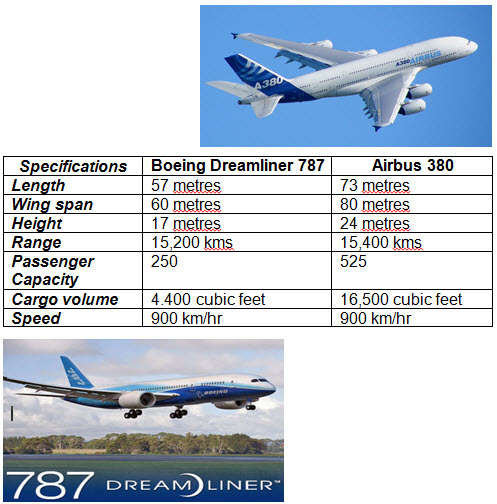 A380 AIRBUS
A380
Specifications Boeing Dreamliner 787 Airbus 380
Length 57 metres 73 metres
Wing span 60 metres 80 metres
Height 17 metres 24 metres
Range 15,200 kms 15,400 kms
Passenger 250 525
Capacity
Cargo volume 4.400 cubic feet 16,500 cubic feet
Speed 900 km/hr 900 km/hr
787
BOEING
787 DREAMLINER™